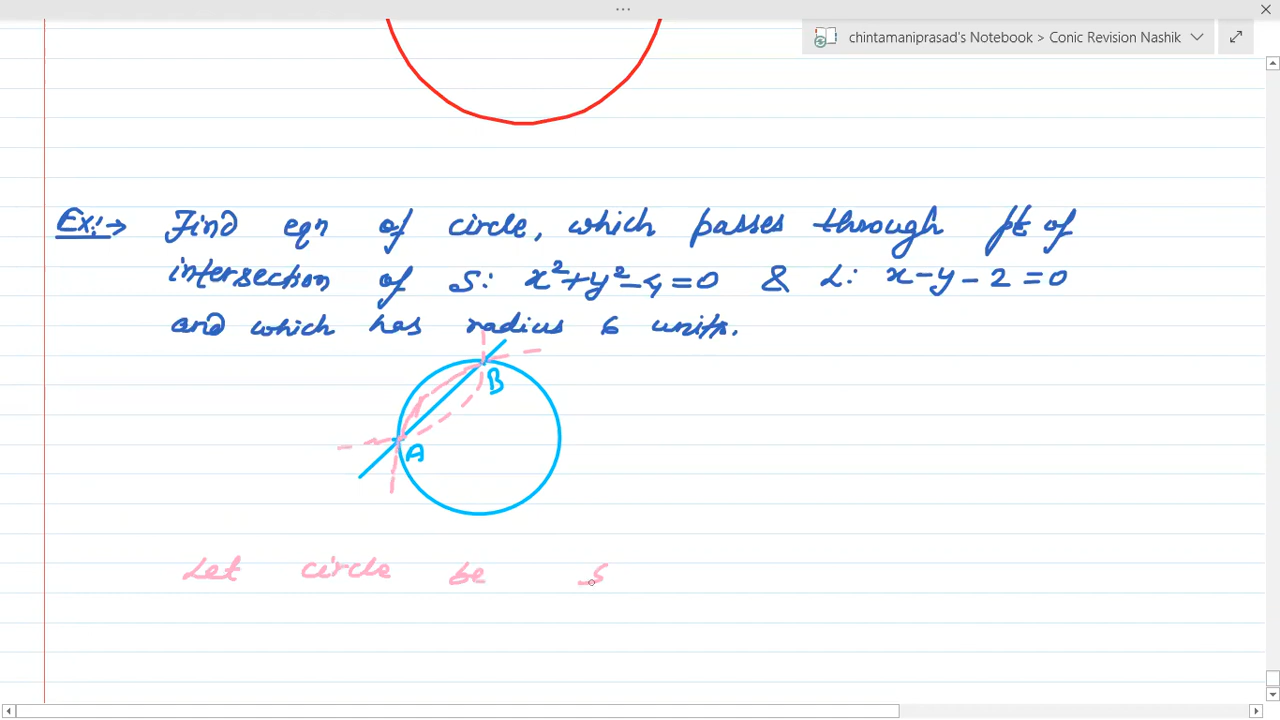 ...
chintamaniprasad's Notebook > Conic Revision Nashik
Ex:→ Find eqn of circle, which passes through pt of
intersection of S: x²+y²-4=0 & L: x-y-2=0
and which has radius 6 units.
B
A
Let circle be S